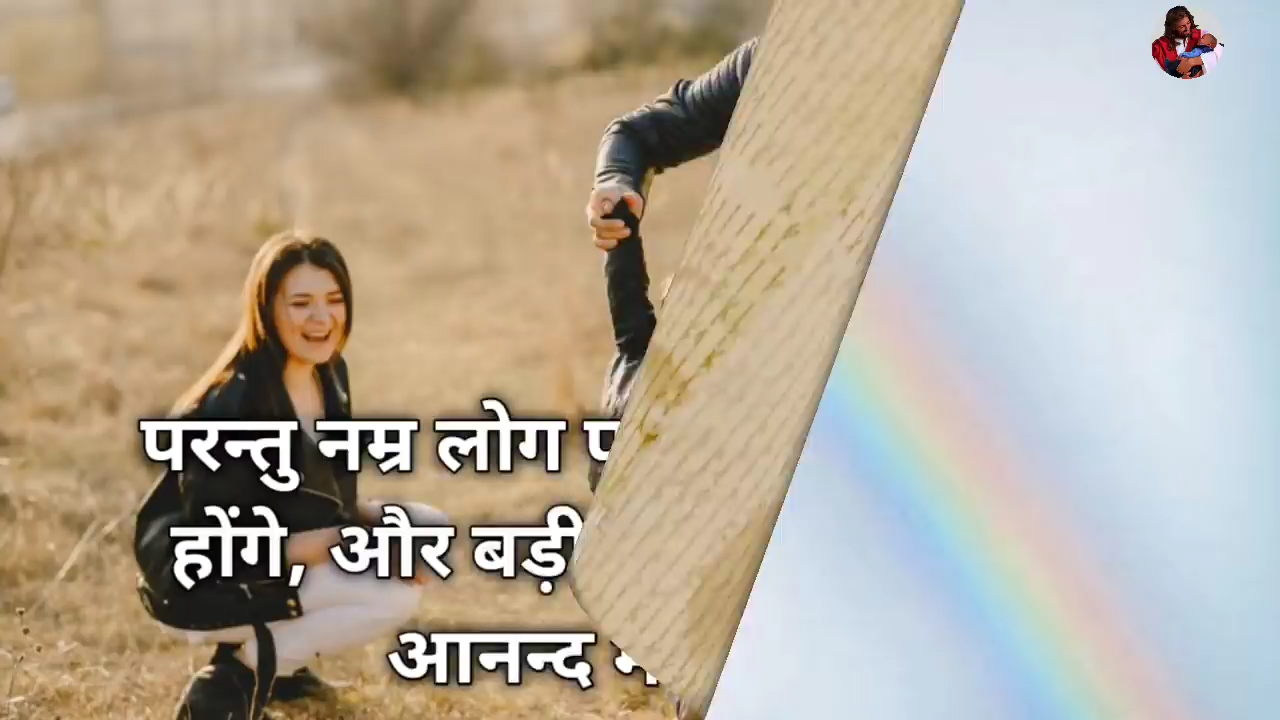 परन्तु नम्र लोग
होंगे, और बड़ी
आनन्द